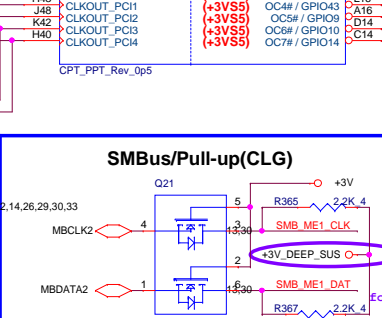 J48 CLKOUT_PCI1 (+3VS5) OC4# / GPIO43 A16
K42 CLKOUT_PCI2 (+3VS5) OC5# / GPIO9 D14
H40 CLKOUT_PCI3 (+3VS5) OC6# / GPIO10 C14
CLKOUT_PCI4 (+3VS5) OC7# / GPIO14
CPT_PPT_Rev_0p5
SMBus/Pull-up(CLG)
Q21
+3V
2,14,26,29,30,33
5
R365 2.2K_4
MBCLK2 4 3 13,30 SMB_ME1_CLK
+3V_DEEP_SUS
2
MBDATA2 1 6 13,30 SMB_ME1_DAT
R367 2.2K_4